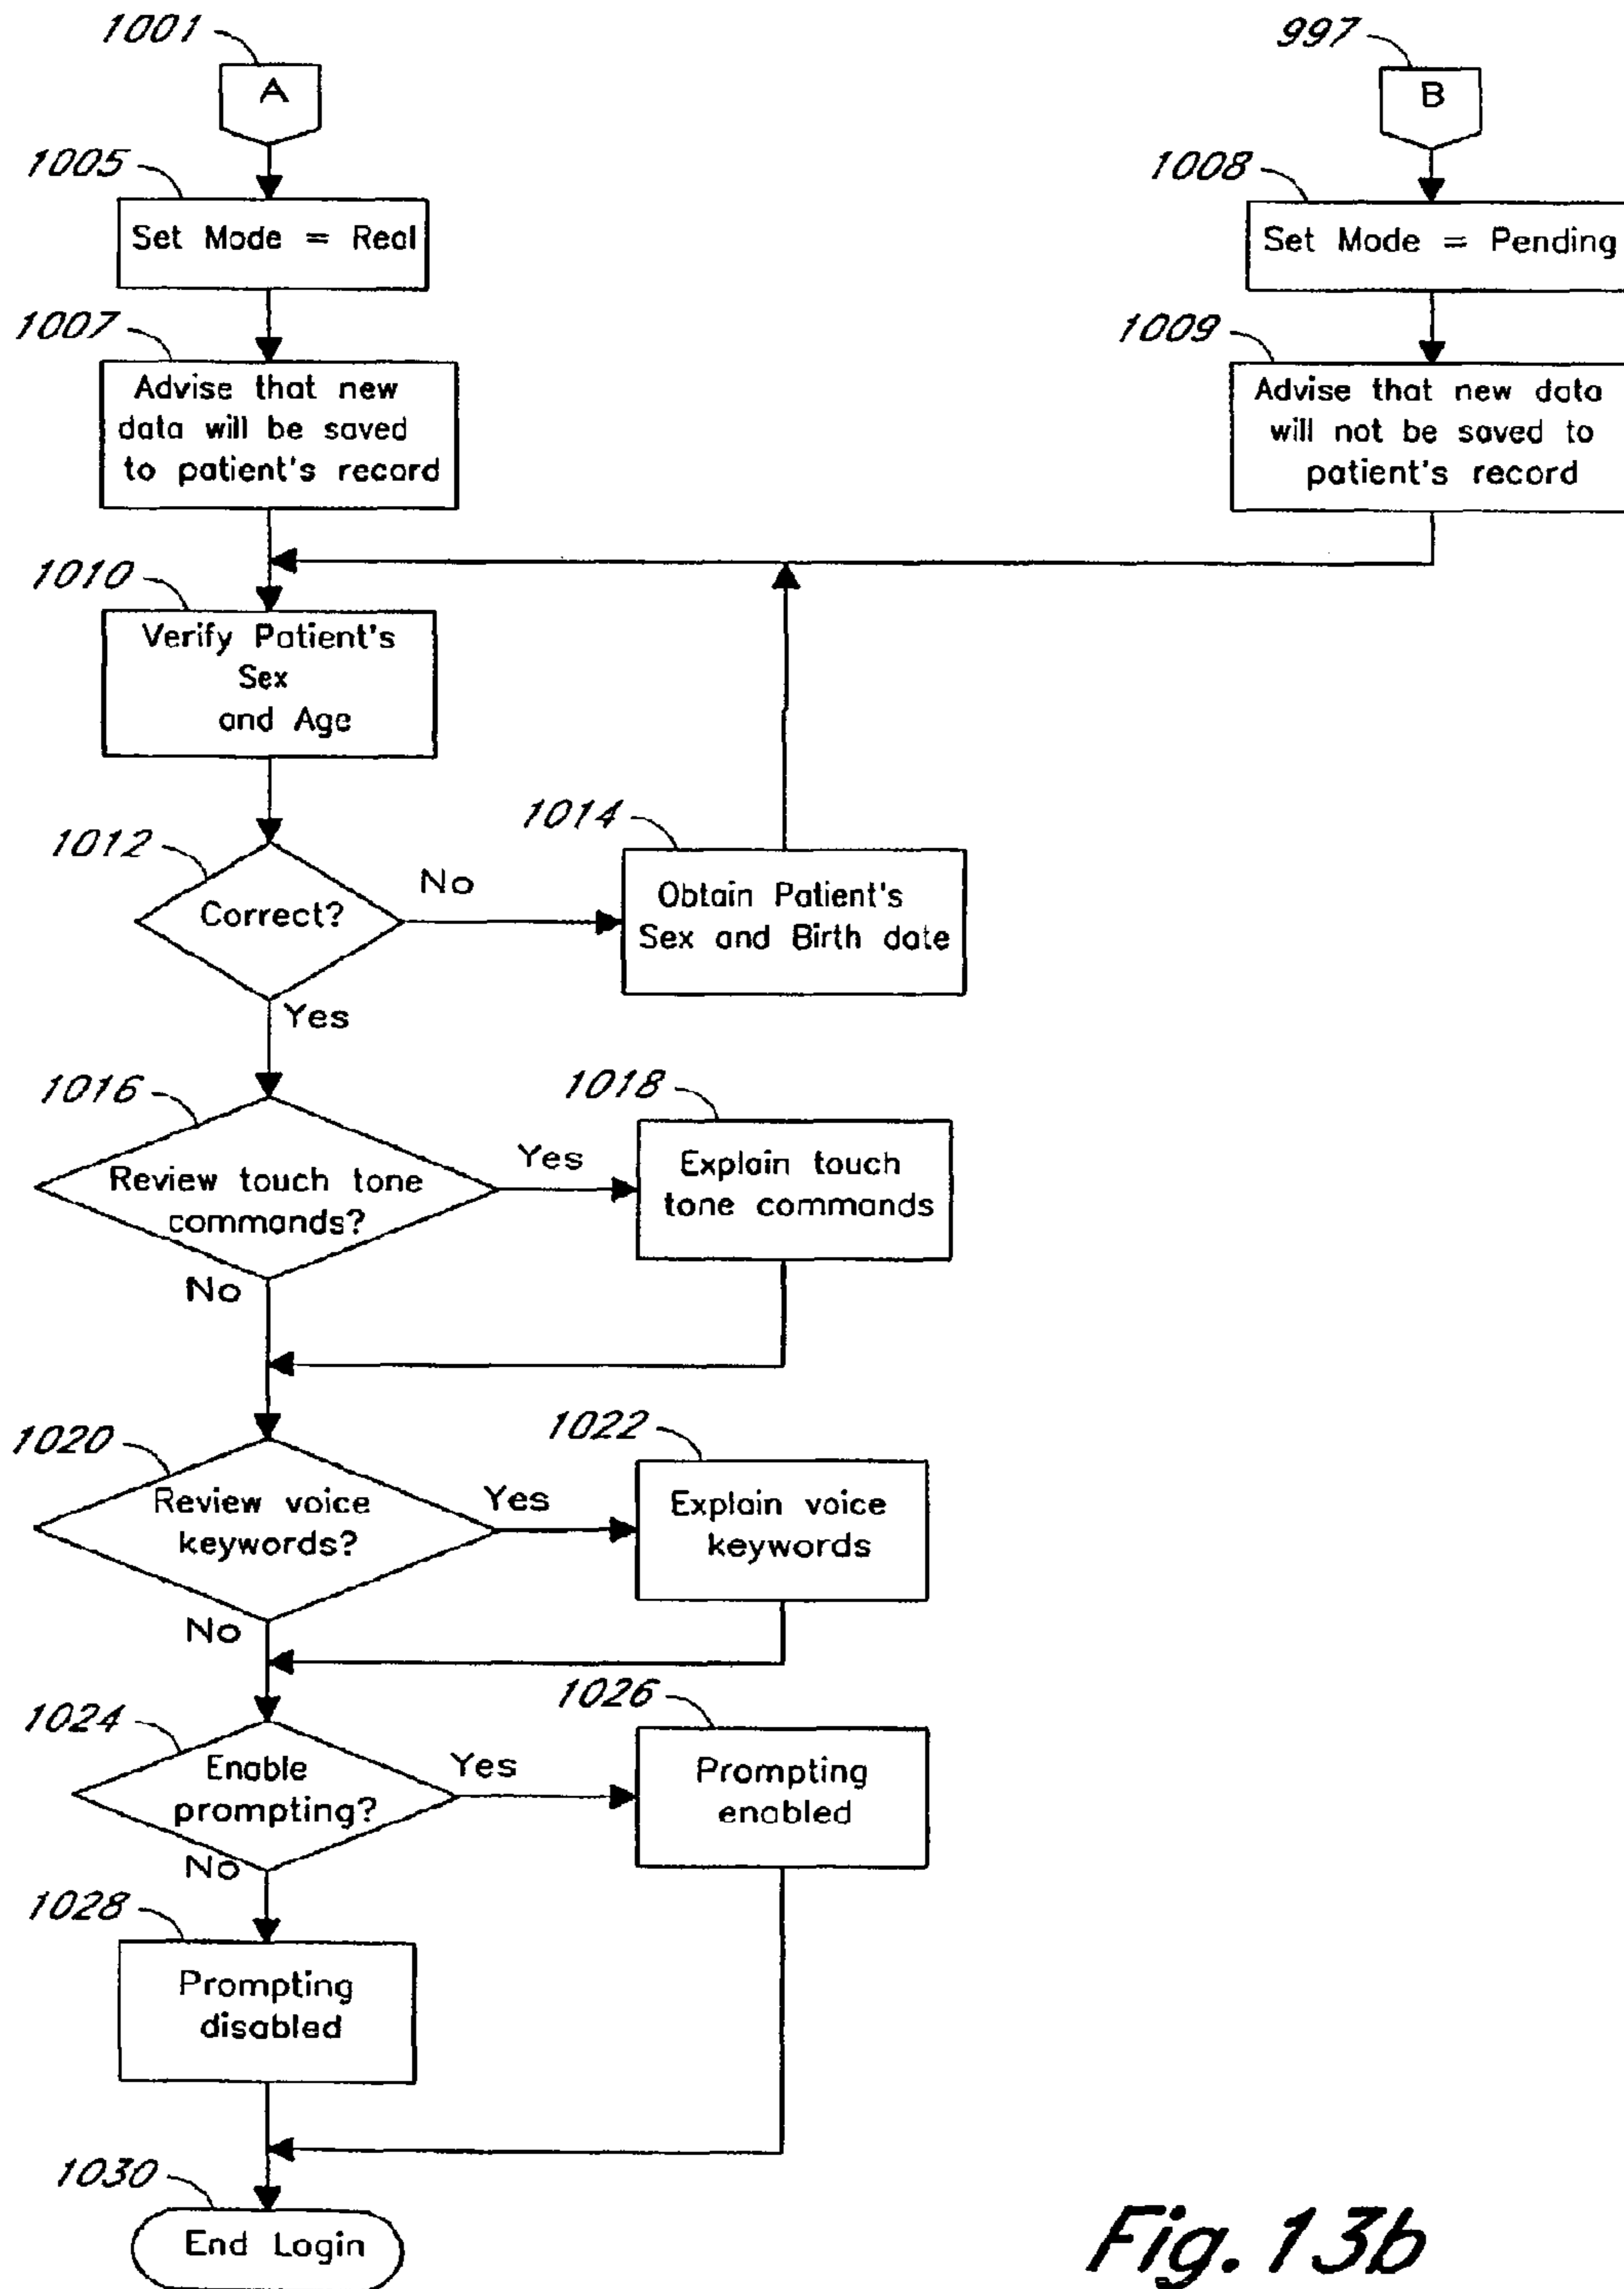 1001
997
A
B
1005
1008
Set Mode = Real
Set Mode = Pending
1007
1009
Advise that new
data will be saved
to patient's record
Advise that new data
will not be saved to
patient's record
1010
Verify Patient's
Sex
and Age
1012
1014
Correct?
No
Obtain Patient's
Sex and Birth date
Yes
1016
1018
Review touch tone
commands?
Yes
Explain touch
tone commands
No
1020
1022
Review voice
keywords?
Yes
Explain voice
keywords
No
1024
1026
Enable
prompting?
Yes
Prompting
enabled
No
1028
Prompting
disabled
1030
End Login
Fig. 13b